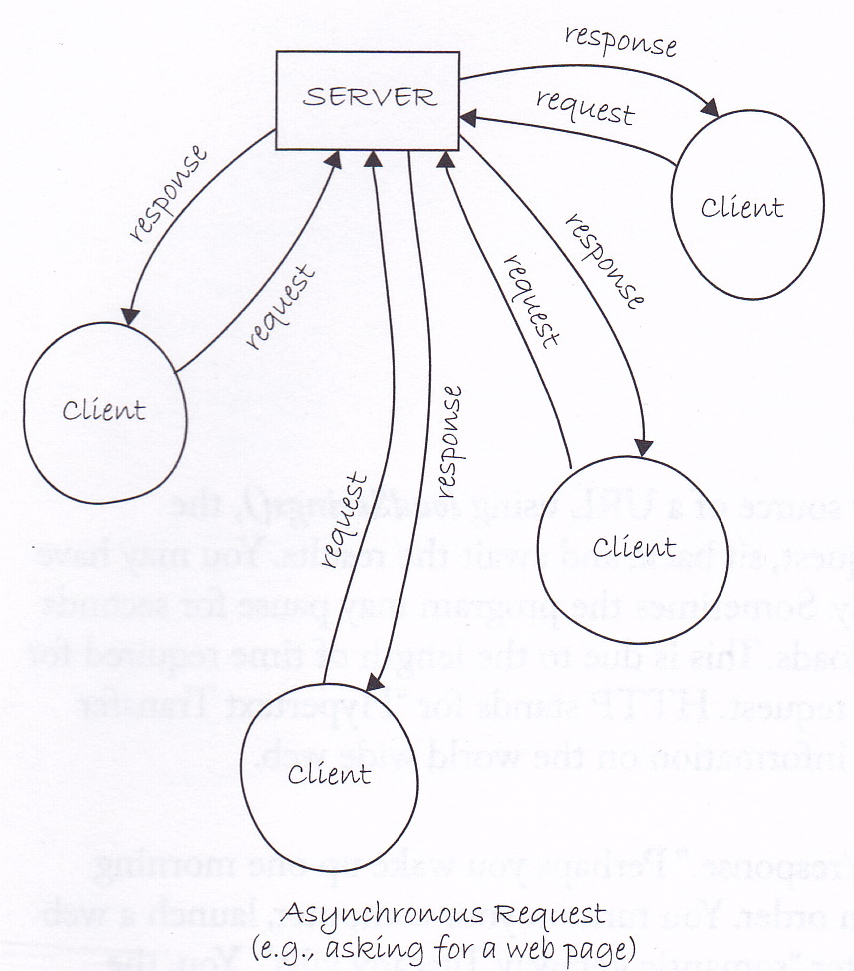 response
SERVER
request
Client
response
request
response
request
Client
Client
request
response
Client
Asynchronous Request
(e.g., asking for a web page)